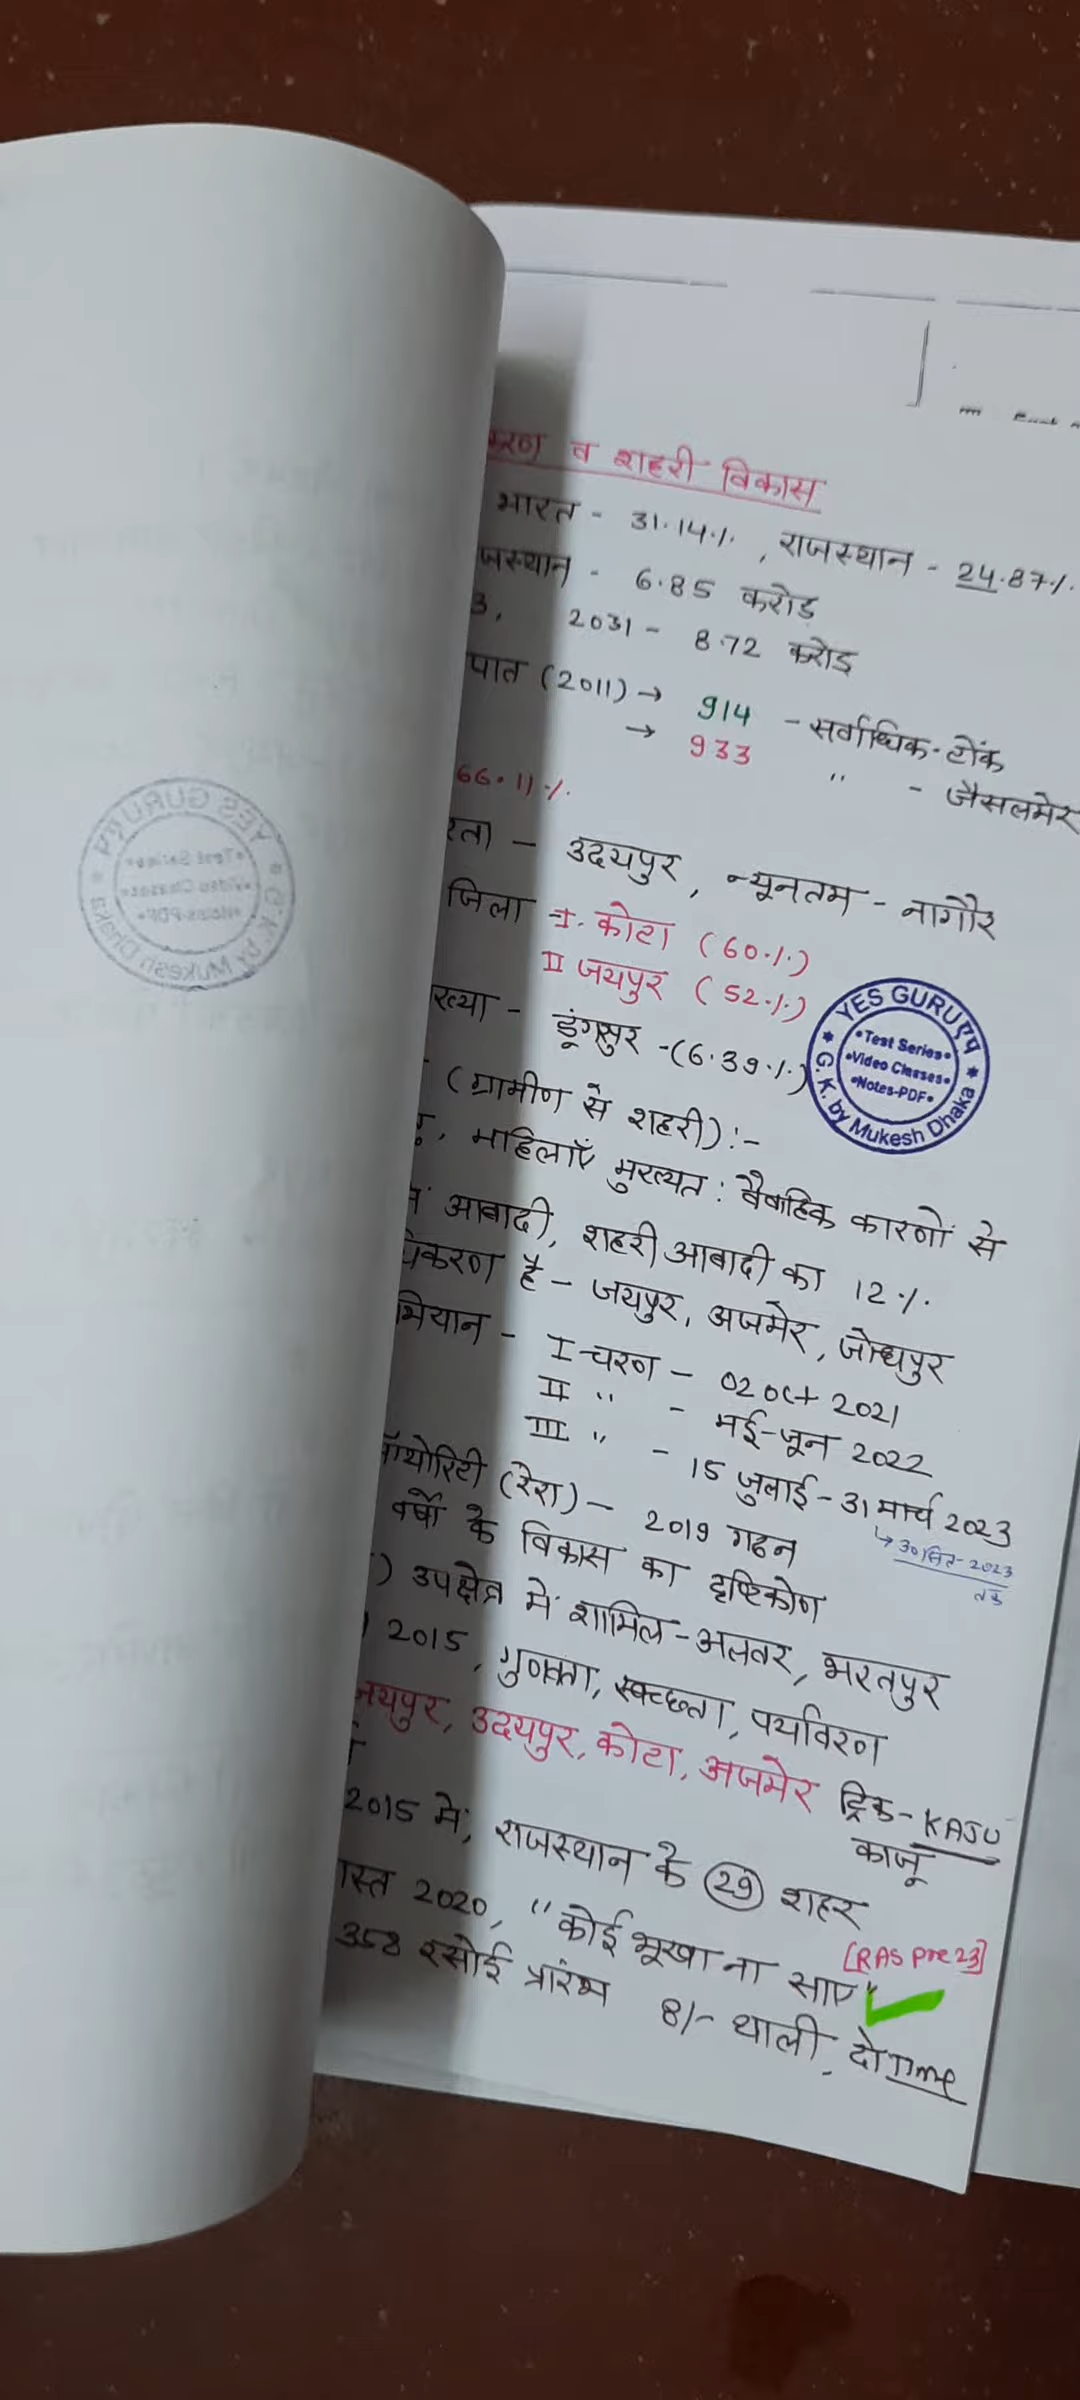 करण व शहरी विकास
भारत - 31.14%, राजस्थान - 24.87%
जस्थान - 6.85 करोड़
3, 2031 - 8.72 करोड़
पात (2011) → 914 - सर्वाधिक - टोंक
→ 933 " - जैसलमेर
66.11%
रता - उदयपुर, न्यूनतम - नागौर
जिला - I. कोटा (60%)
II जयपुर (52%)
ख्या - डूंगरपुर - (6.39%)
YES GURUएप
•Test Series•
•Video Classes•
•Notes-PDF•
G.K. by Mukesh Dhaka
(ग्रामीण से शहरी) :-
महिलाएँ मुख्यत: वैवाहिक कारणों से
आबादी, शहरी आबादी का 12%
धिकरण है - जयपुर, अजमेर, जोधपुर
भियान - I चरण - 02 Oct 2021
II " - मई-जून 2022
III " - 15 जुलाई - 31 मार्च 2023
↳ 30 सित-2023 तक
ऑथोरिटी (रेरा) - 2019 गठन
वर्षों के विकास का दृष्टिकोण
) उपक्षेत्र में शामिल - अलवर, भरतपुर
2015, गुणवत्ता, स्वच्छता, पर्यावरण
जयपुर, उदयपुर, कोटा, अजमेर ट्रिक - KAJU
काजू
2015 में, राजस्थान के 29 शहर
गस्त 2020, "कोई भूखा ना सोए" [RAS Pre 23]
358 रसोई प्रारंभ 8/- थाली, दो Time